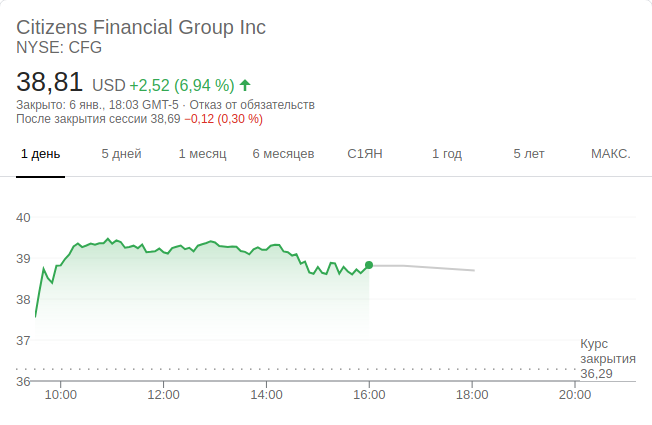 Citizens Financial Group Inc
NYSE: CFG
38,81 USD +2,52 (6,94 %)
Закрыто: 6 янв., 18:03 GMT-5 · Отказ от обязательств
После закрытия сессии 38,69 −0,12 (0,30 %)
1 день 5 дней 1 месяц 6 месяцев С1ЯН 1 год 5 лет МАКС.
40
39
38
37
36
Курс
закрытия
36,29
10:00 12:00 14:00 16:00 18:00 20:00